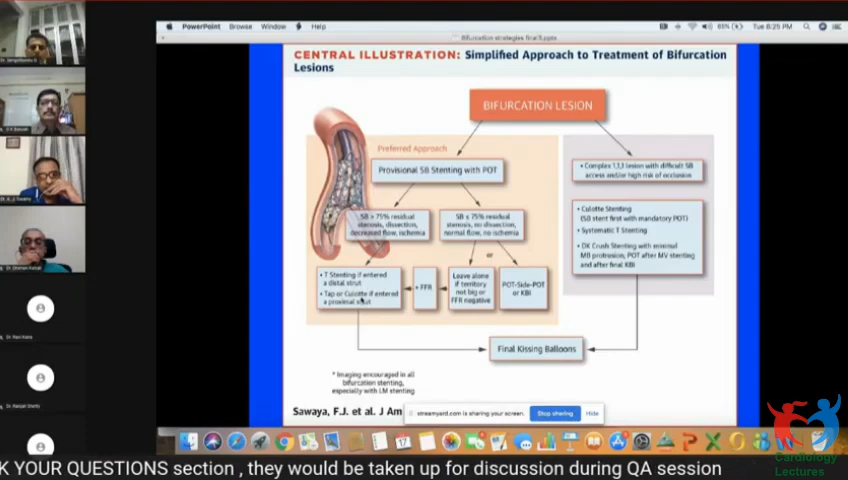 PowerPoint Browse Window Help
Tue 8:25 PM
Bifurcation strategies final3.pptx
CENTRAL ILLUSTRATION: Simplified Approach to Treatment of Bifurcation
Lesions
BIFURCATION LESION
Preferred Approach
Provisional SB Stenting with POT
• Complex 1,1,1 lesion with difficult SB
access and/or high risk of occlusion
SB > 75% residual
stenosis, dissection,
decreased flow, ischemia
SB ≤ 75% residual
stenosis, no dissection,
normal flow, no ischemia
• Culotte Stenting
(SB stent first with mandatory POT)
• Systematic T Stenting
• DK Crush Stenting with minimal
MB protrusion, POT after MV stenting
and after final KBI
or
• T Stenting if entered
a distal strut
• Tap or Culotte if entered
a proximal strut
+ FFR
Leave alone
if territory
not big or
FFR negative
POT-Side-POT
or KBI
Final Kissing Balloons
* Imaging encouraged in all
bifurcation stenting,
especially with LM stenting
Sawaya, F.J. et al. J Am
streamyard.com is sharing your screen.
Stop sharing
Hide
K YOUR QUESTIONS section , they would be taken up for discussion during QA session
Cardiology
Lectures